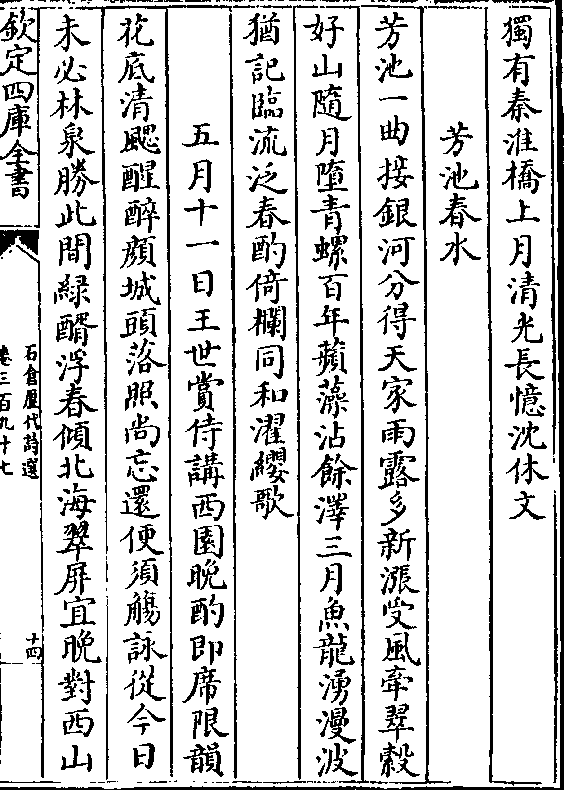 獨有秦淮橋上月清光長憶沈休文
芳池春水
芳池一曲接銀河分得天家雨露多新漲受風牽翠縠
好山隨月墮青螺百年蘋藻沾餘澤三月魚龍湧漫波
猶記臨流泛春酌倚欄同和濯纓歌
五月十一日王世賞侍講西園晚酌即席限韻
花底清飔醒醉顔城頭落照尚忘還便須觴詠從今日
未必林泉勝此間緑醑浮春傾北海翠屏宜晚對西山
欽定四庫全書
石倉歷代詩選
卷三百九十七
十四